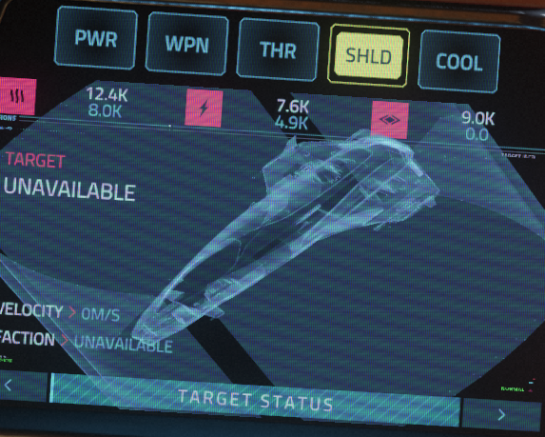 PWR WPN THR SHLD COOL
12.4K 7.6K 9.0K
8.0K 4.9K 0.0
TARGET
UNAVAILABLE
VELOCITY > 0M/S
FACTION > UNAVAILABLE
< TARGET STATUS >